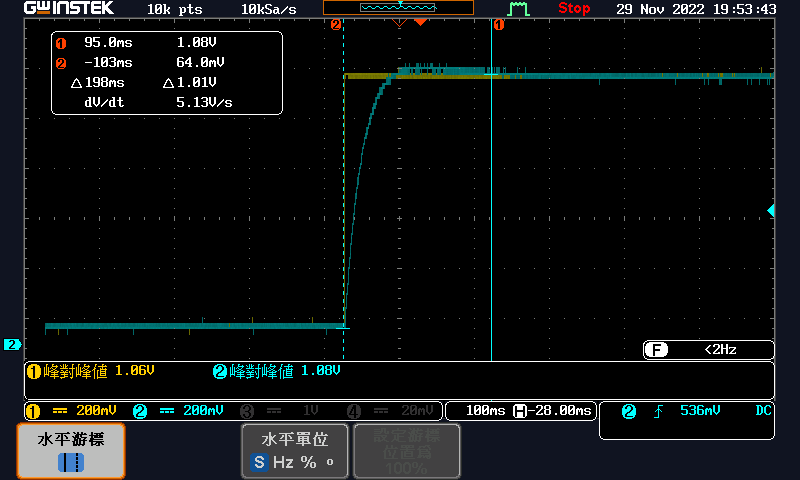 GWINSTEK 10k pts 10kSa/s Stop 29 Nov 2022 19:53:43
2 1
1 95.0ms 1.08V
2 -103ms 64.0mV
△198ms △1.01V
dV/dt 5.13V/s
2
F <2Hz
1 峰對峰值 1.06V 2 峰對峰值 1.08V
1 200mV 2 200mV 3 1V 4 20mV 100ms H -28.00ms 2 536mV DC
水平游標
水平單位
S Hz % °
設定游標
位置為
100%